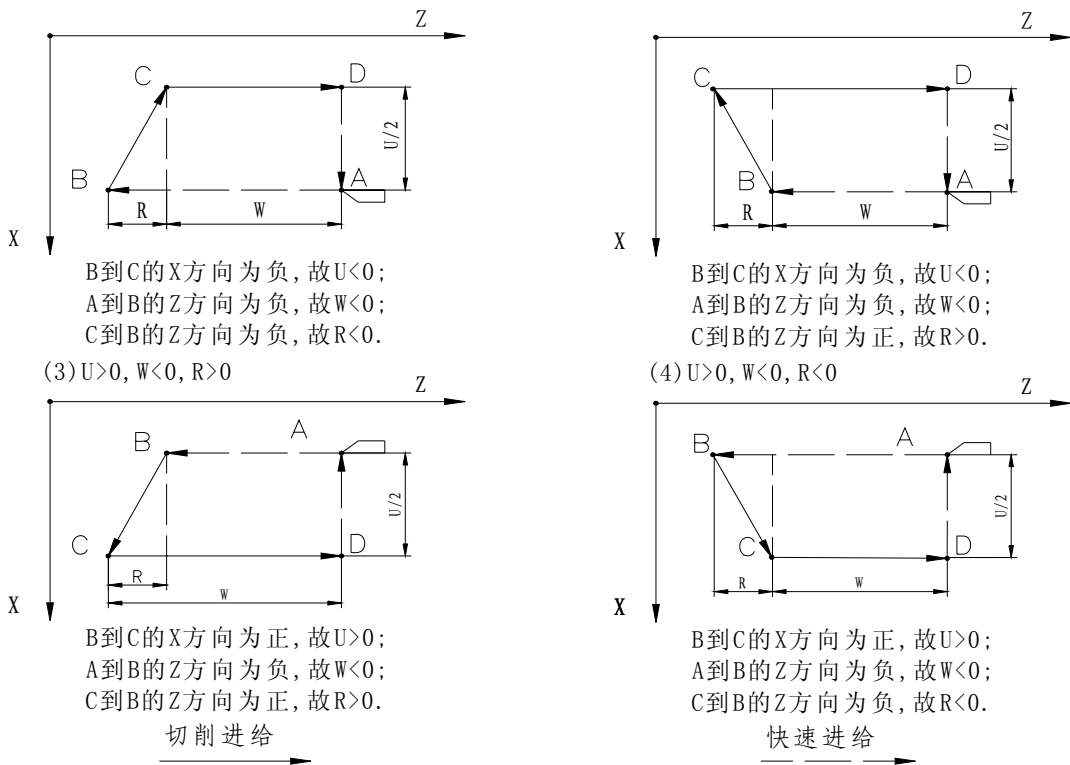 Z
C
D
U/2
B
A
R
W
X
B到C的X方向为负,故U<0;
A到B的Z方向为负,故W<0;
C到B的Z方向为负,故R<0.
Z
C
D
U/2
B
A
R
W
X
B到C的X方向为负,故U<0;
A到B的Z方向为负,故W<0;
C到B的Z方向为正,故R>0.
(3)U>0,W<0,R>0
Z
B
A
U/2
C
D
R
W
X
B到C的X方向为正,故U>0;
A到B的Z方向为负,故W<0;
C到B的Z方向为正,故R>0.
切削进给
(4)U>0,W<0,R<0
Z
B
A
U/2
C
D
R
W
X
B到C的X方向为正,故U>0;
A到B的Z方向为负,故W<0;
C到B的Z方向为负,故R<0.
快速进给